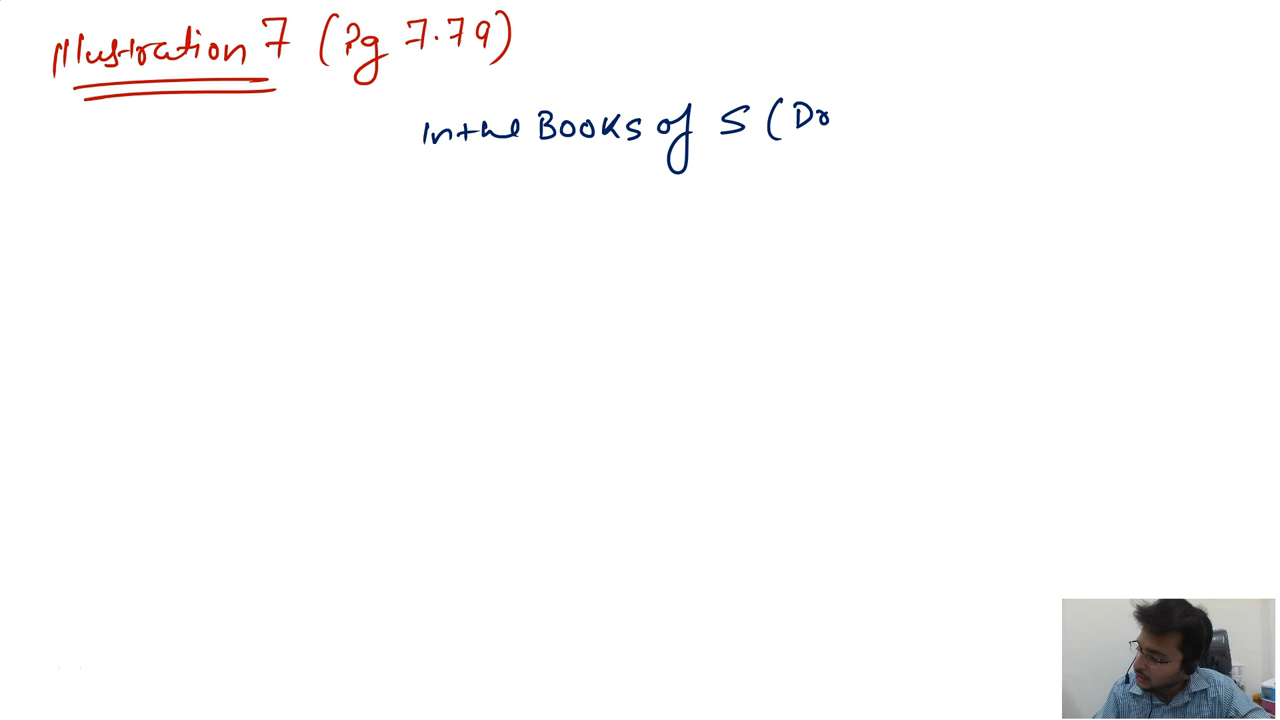 Illustration 7 (Pg 7.79)
In the Books of S (Dr